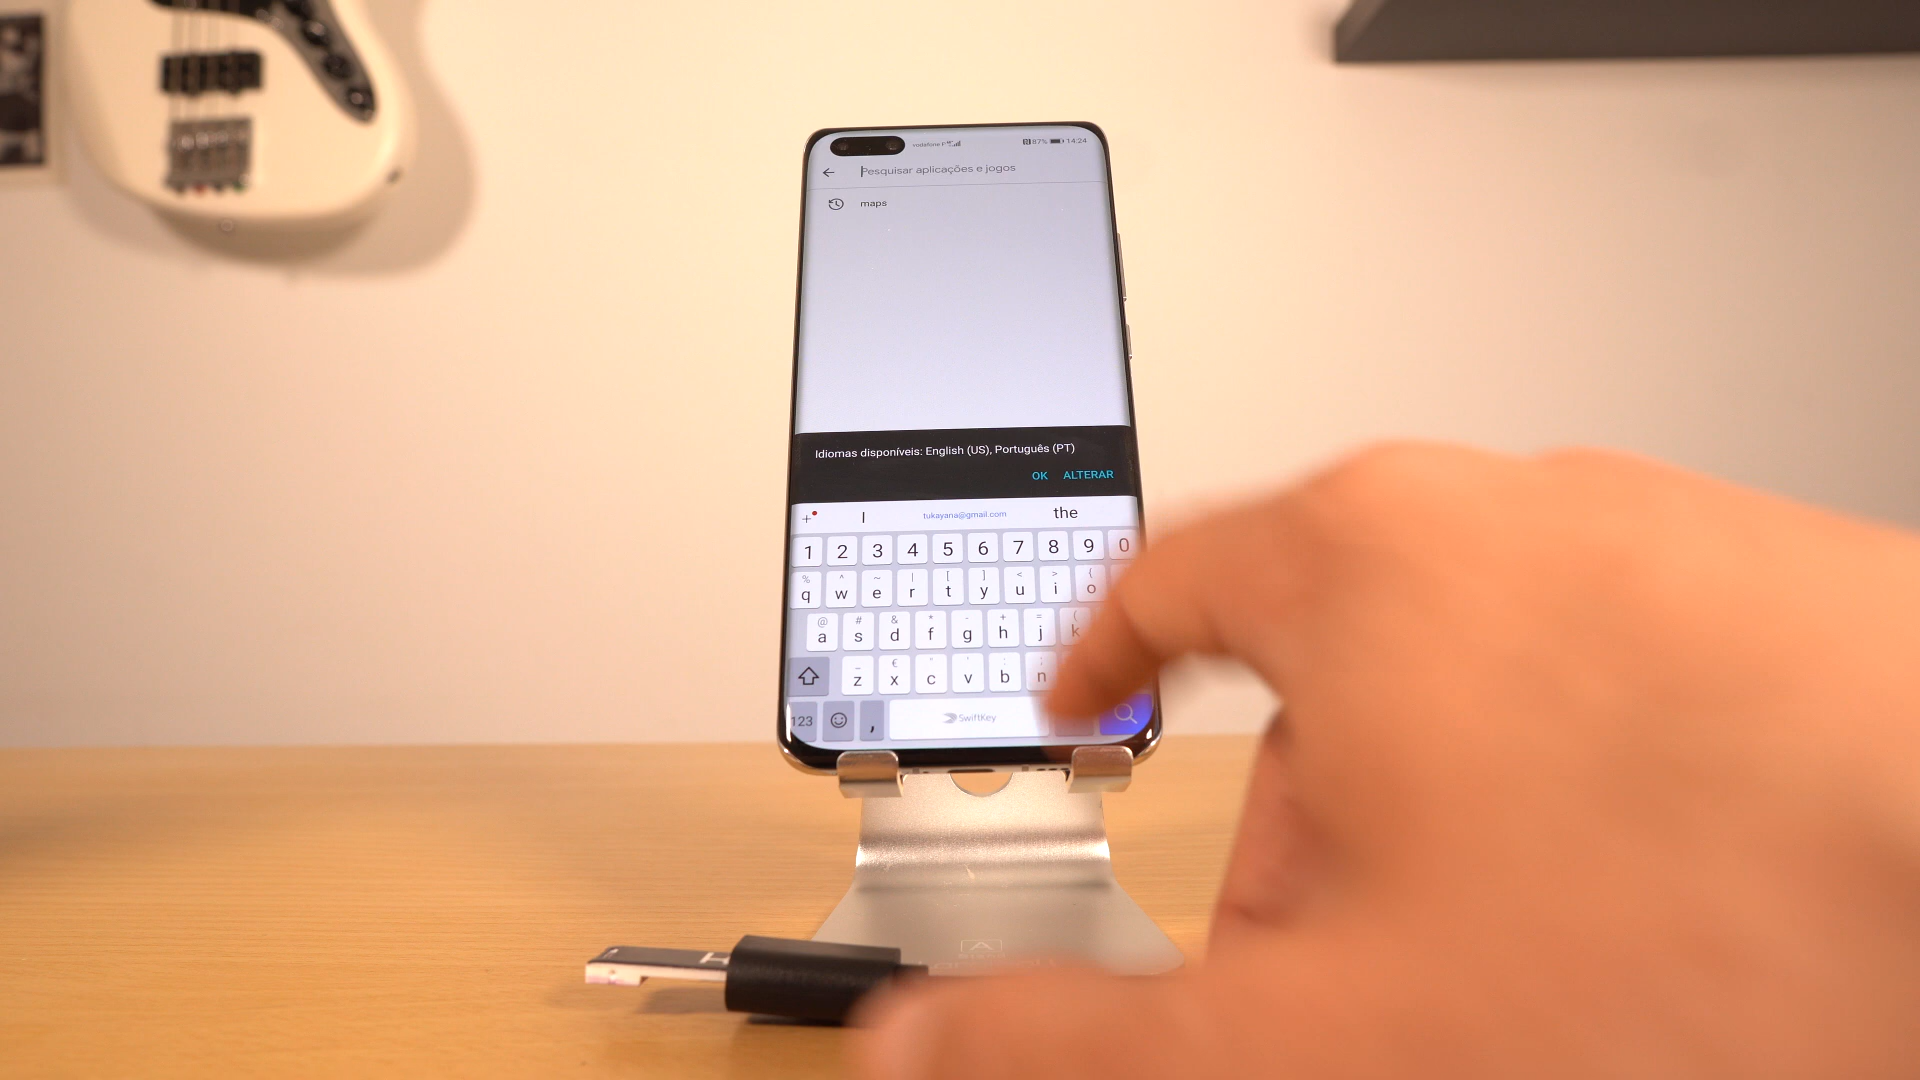 vodafone P
87% 14:24
Pesquisar aplicações e jogos
maps
Idiomas disponíveis: English (US), Português (PT)
OK ALTERAR
+ I tukayana@gmail.com the
1 2 3 4 5 6 7 8 9 0
% ^ ~ | [ ] < > {
q w e r t y u i o
@ # & * - + = (
a s d f g h j k
_ € " ' : ;
z x c v b n
123 , SwiftKey